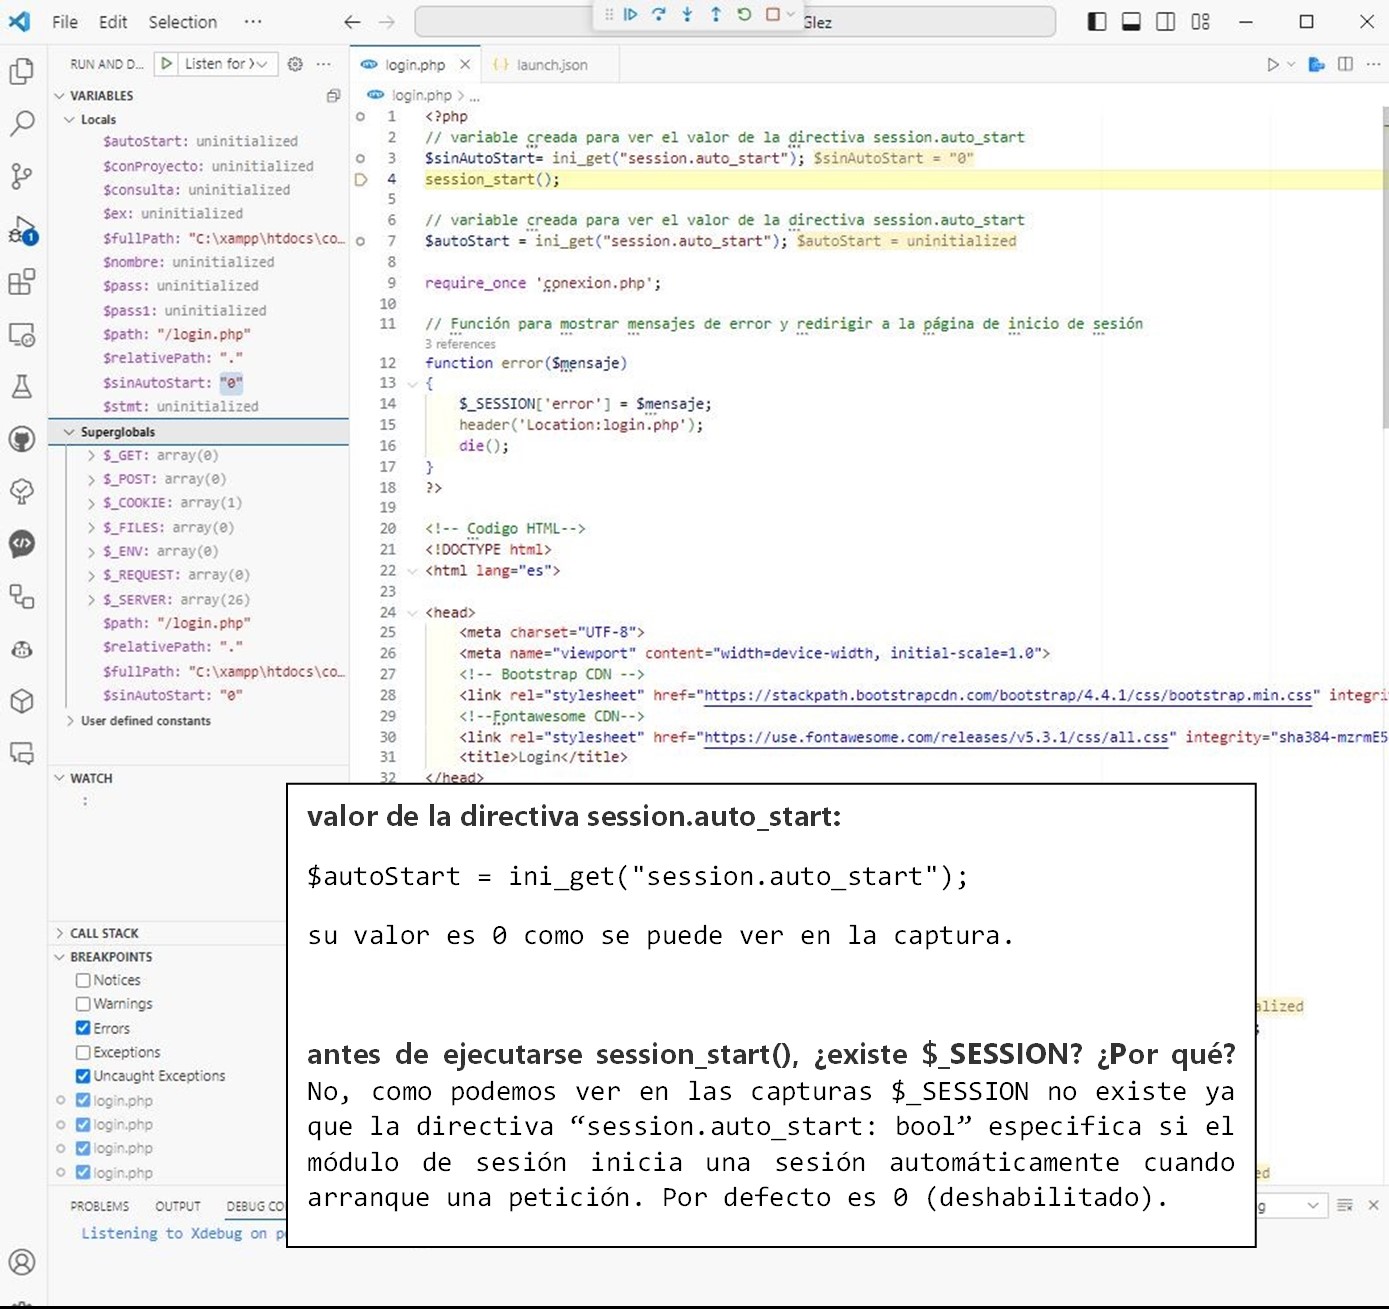 File Edit Selection ··· Glez
RUN AND D... Listen for
VARIABLES
Locals
$autoStart: uninitialized
$conProyecto: uninitialized
$consulta: uninitialized
$ex: uninitialized
$fullPath: "C:\xampp\htdocs\co...
$nombre: uninitialized
$pass: uninitialized
$pass1: uninitialized
$path: "/login.php"
$relativePath: "."
$sinAutoStart: "0"
$stmt: uninitialized
Superglobals
$_GET: array(0)
$_POST: array(0)
$_COOKIE: array(1)
$_FILES: array(0)
$_ENV: array(0)
$_REQUEST: array(0)
$_SERVER: array(26)
$path: "/login.php"
$relativePath: "."
$fullPath: "C:\xampp\htdocs\co...
$sinAutoStart: "0"
User defined constants
WATCH
:
CALL STACK
BREAKPOINTS
Notices
Warnings
Errors
Exceptions
Uncaught Exceptions
login.php
login.php
login.php
login.php
1
login.php launch.json
login.php > ...
1 <?php
2 // variable creada para ver el valor de la directiva session.auto_start
3 $sinAutoStart= ini_get("session.auto_start"); $sinAutoStart = "0"
4 session_start();
5
6 // variable creada para ver el valor de la directiva session.auto_start
7 $autoStart = ini_get("session.auto_start"); $autoStart = uninitialized
8
9 require_once 'conexion.php';
10
11 // Función para mostrar mensajes de error y redirigir a la página de inicio de sesión
3 references
12 function error($mensaje)
13 {
14 $_SESSION['error'] = $mensaje;
15 header('Location:login.php');
16 die();
17 }
18 ?>
19
20 <!-- Codigo HTML-->
21 <!DOCTYPE html>
22 <html lang="es">
23
24 <head>
25 <meta charset="UTF-8">
26 <meta name="viewport" content="width=device-width, initial-scale=1.0">
27 <!-- Bootstrap CDN -->
28 <link rel="stylesheet" href="https://stackpath.bootstrapcdn.com/bootstrap/4.4.1/css/bootstrap.min.css" integri
29 <!--Fontawesome CDN-->
30 <link rel="stylesheet" href="https://use.fontawesome.com/releases/v5.3.1/css/all.css" integrity="sha384-mzrmE5
31 <title>Login</title>
32 </head>
valor de la directiva session.auto_start:
$autoStart = ini_get("session.auto_start");
su valor es 0 como se puede ver en la captura.
antes de ejecutarse session_start(), ¿existe $_SESSION? ¿Por qué?
No, como podemos ver en las capturas $_SESSION no existe ya
que la directiva “session.auto_start: bool” especifica si el
módulo de sesión inicia una sesión automáticamente cuando
arranque una petición. Por defecto es 0 (deshabilitado).
alized
;
ed
PROBLEMS OUTPUT DEBUG CO
g
Listening to Xdebug on p